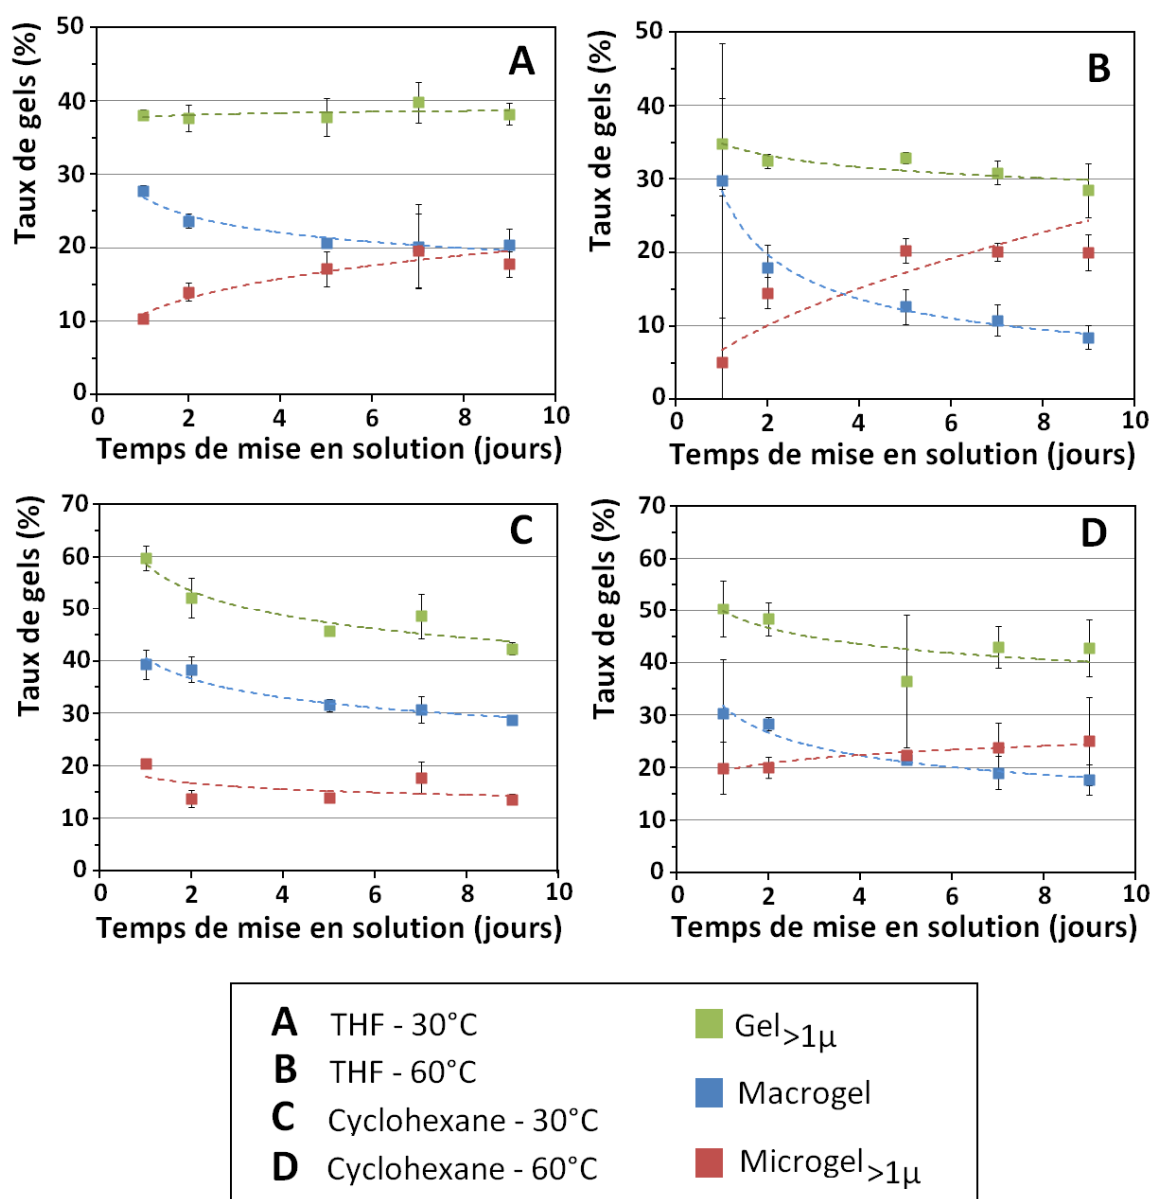 A
Taux de gels (%)
50
40
30
20
10
0
0 2 4 6 8 10
Temps de mise en solution (jours)
B
Taux de gels (%)
50
40
30
20
10
0
0 2 4 6 8 10
Temps de mise en solution (jours)
C
Taux de gels (%)
70
60
50
40
30
20
10
0
0 2 4 6 8 10
Temps de mise en solution (jours)
D
Taux de gels (%)
70
60
50
40
30
20
10
0
0 2 4 6 8 10
Temps de mise en solution (jours)
A THF - 30°C
B THF - 60°C
C Cyclohexane - 30°C
D Cyclohexane - 60°C
Gel>1µ
Macrogel
Microgel>1µ